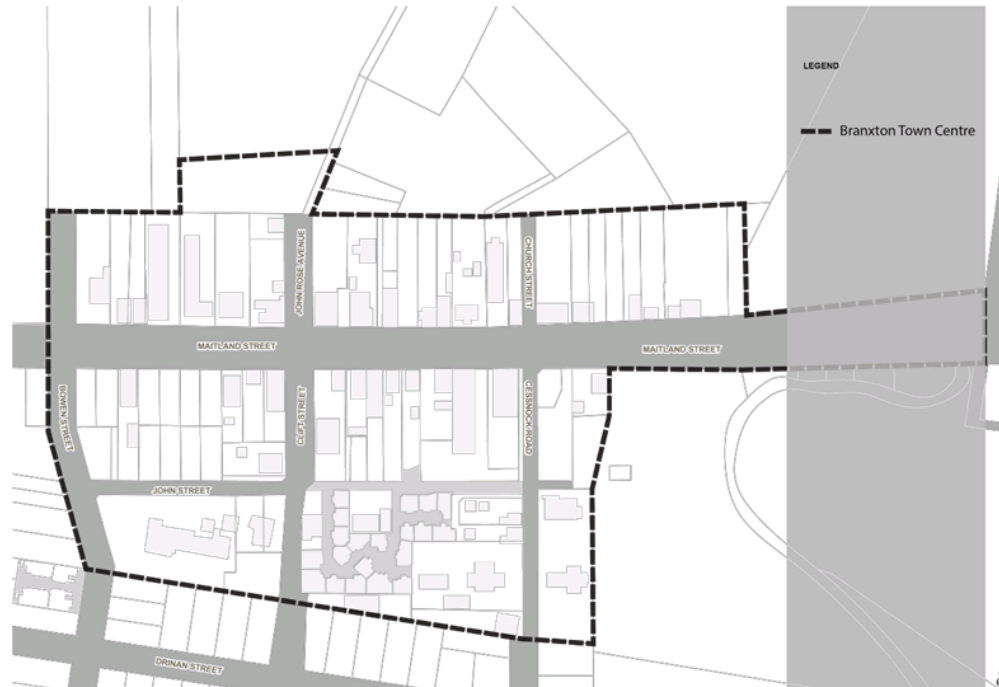 LEGEND
Branxton Town Centre
JOHN ROSE AVENUE
CHURCH STREET
MAITLAND STREET
MAITLAND STREET
BOWEN STREET
CLIFT STREET
CESSNOCK ROAD
JOHN STREET
DRINAN STREET